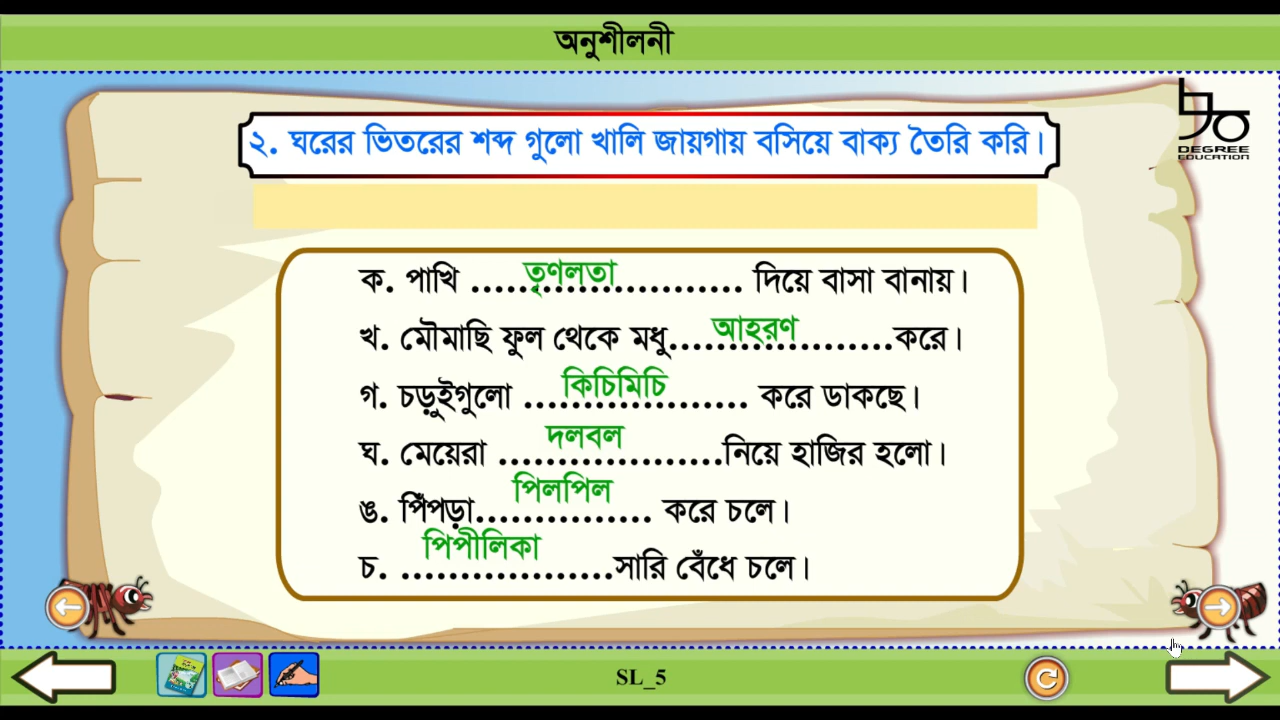 অনুশীলনী
২. ঘরের ভিতরের শব্দ গুলো খালি জায়গায় বসিয়ে বাক্য তৈরি করি।
DEGREE
EDUCATION
ক. পাখি .....তৃণলতা.............. দিয়ে বাসা বানায়।
খ. মৌমাছি ফুল থেকে মধু....আহরণ........করে।
গ. চড়ুইগুলো ....কিচিমিচি....... করে ডাকছে।
ঘ. মেয়েরা ....দলবল........নিয়ে হাজির হলো।
ঙ. পিঁপড়া....পিলপিল.... করে চলে।
চ. ..পিপীলিকা......সারি বেঁধে চলে।
SL_5